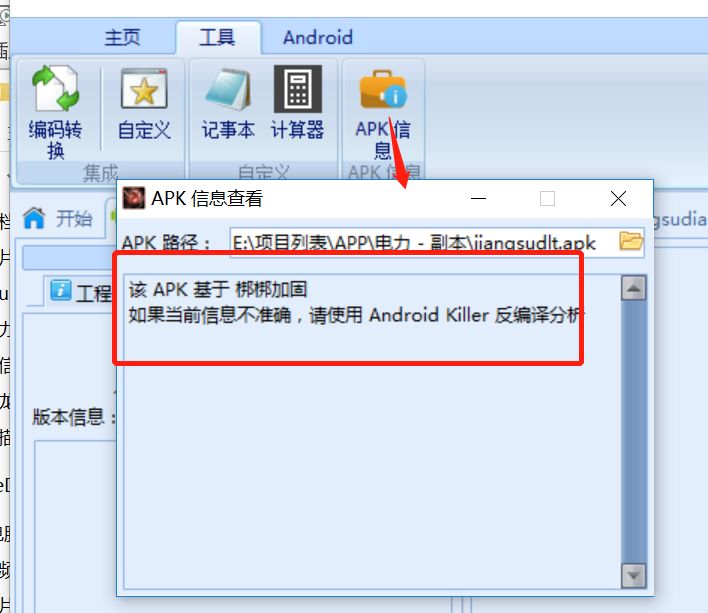 主页 工具 Android
编码转换 自定义 记事本 计算器 APK 信息
集成 自定义 APK 信息
APK 信息查看
开始
APK 路径： E:\项目列表\APP\电力 - 副本\jiangsudlt.apk
该 APK 基于 梆梆加固
工程
如果当前信息不准确，请使用 Android Killer 反编译分析
版本信息：